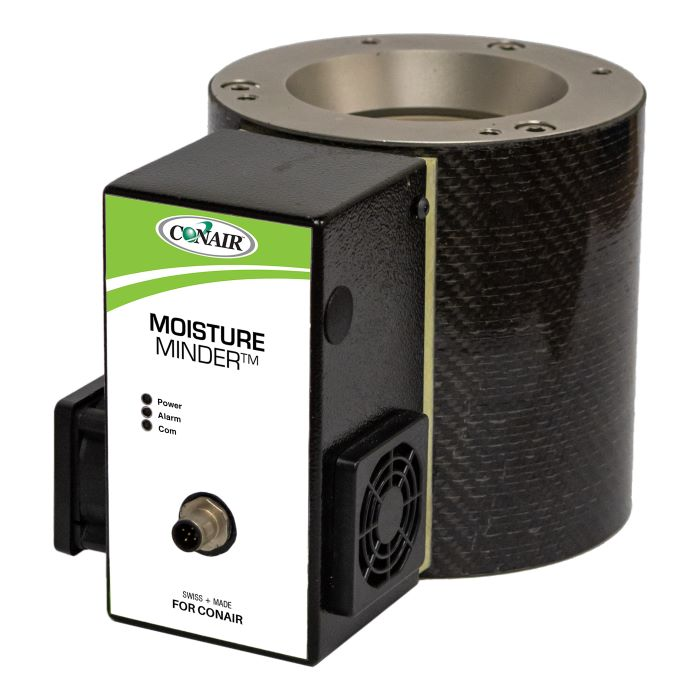 CONAIR
MOISTURE
MINDER™
Power
Alarm
Com
SWISS + MADE
FOR CONAIR